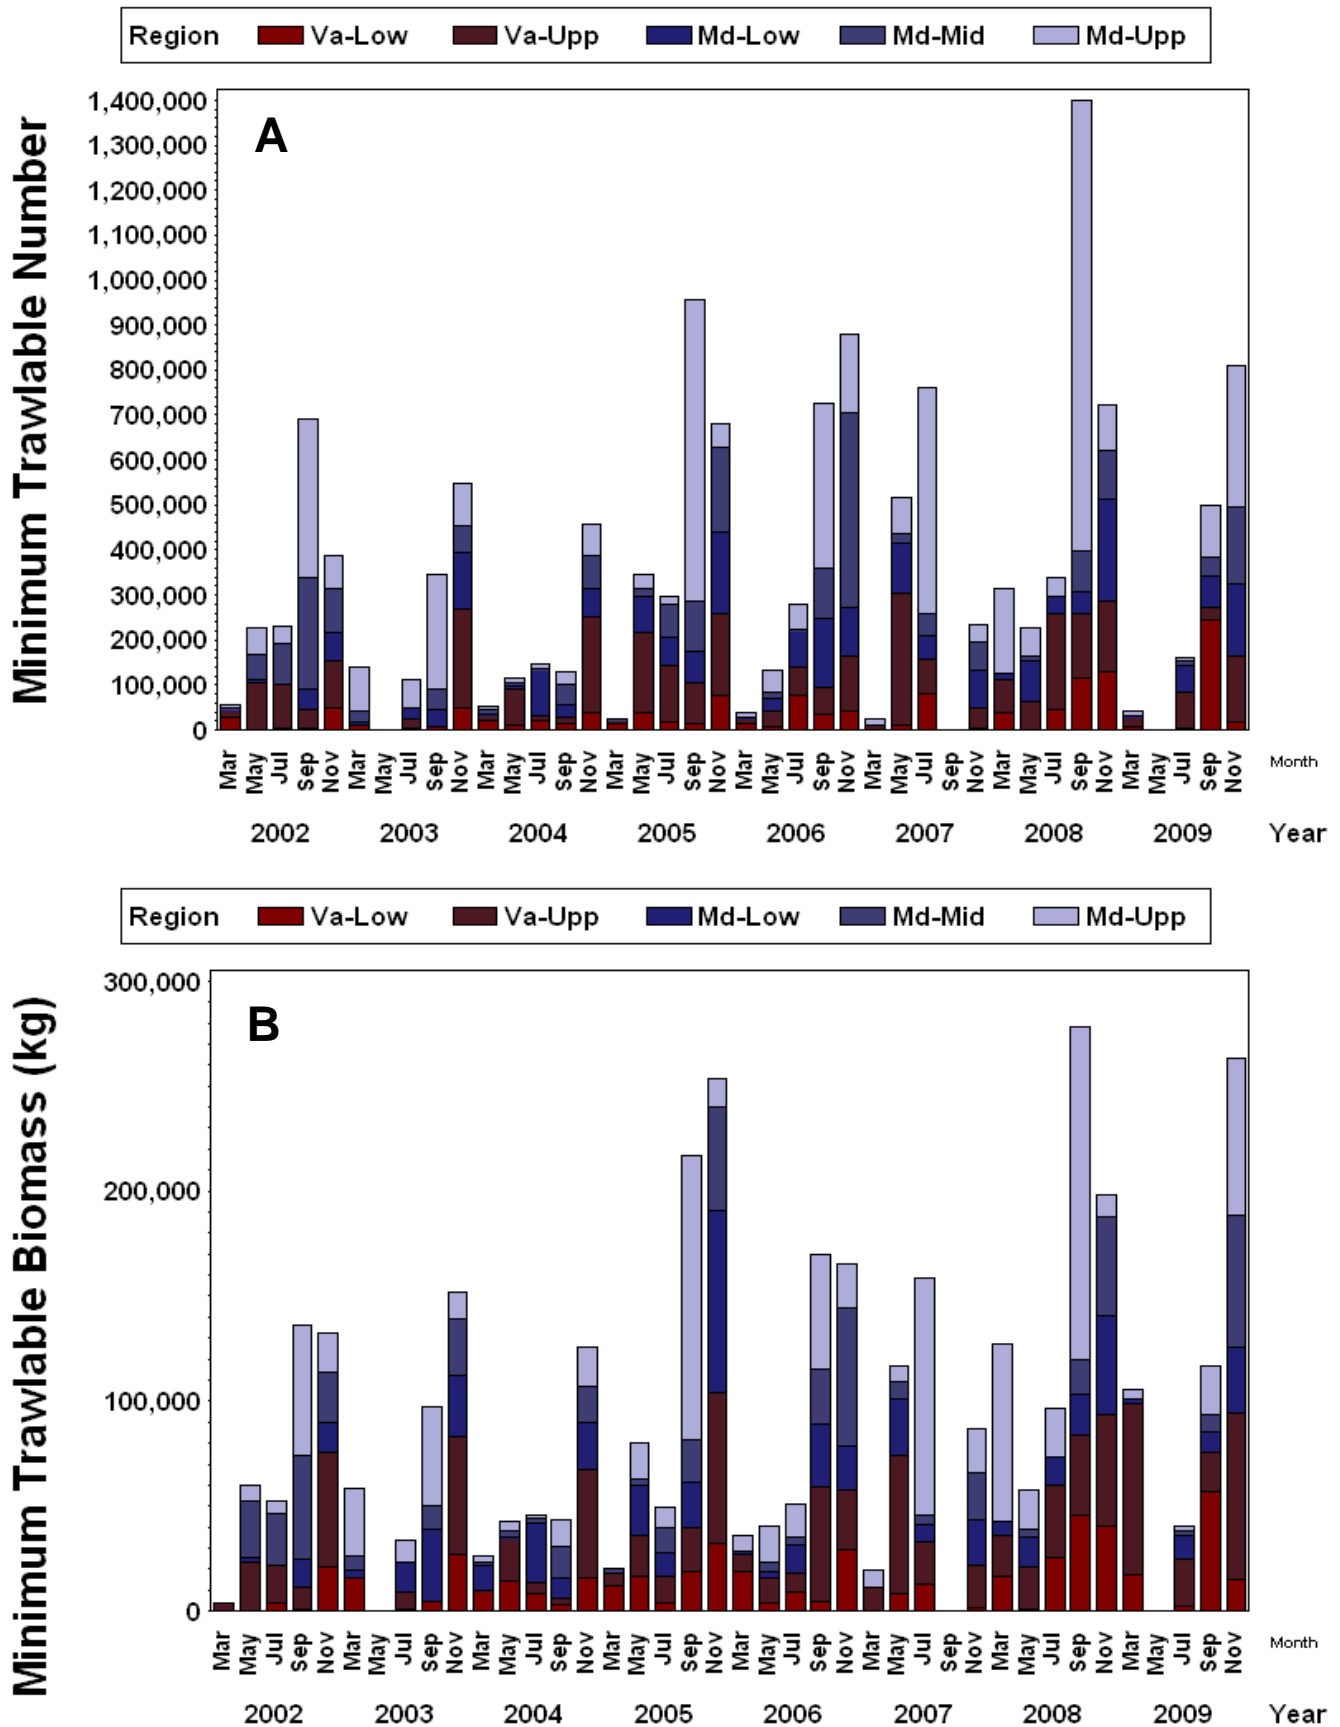 Region Va-Low Va-Upp Md-Low Md-Mid Md-Upp
A
Minimum Trawlable Number
1,400,000
1,300,000
1,200,000
1,100,000
1,000,000
900,000
800,000
700,000
600,000
500,000
400,000
300,000
200,000
100,000
0
Mar May Jul Sep Nov Mar May Jul Sep Nov Mar May Jul Sep Nov Mar May Jul Sep Nov Mar May Jul Sep Nov Mar May Jul Sep Nov Mar May Jul Sep Nov Mar May Jul Sep Nov Month
2002 2003 2004 2005 2006 2007 2008 2009 Year
Region Va-Low Va-Upp Md-Low Md-Mid Md-Upp
B
Minimum Trawlable Biomass (kg)
300,000
200,000
100,000
0
Mar May Jul Sep Nov Mar May Jul Sep Nov Mar May Jul Sep Nov Mar May Jul Sep Nov Mar May Jul Sep Nov Mar May Jul Sep Nov Mar May Jul Sep Nov Mar May Jul Sep Nov Month
2002 2003 2004 2005 2006 2007 2008 2009 Year